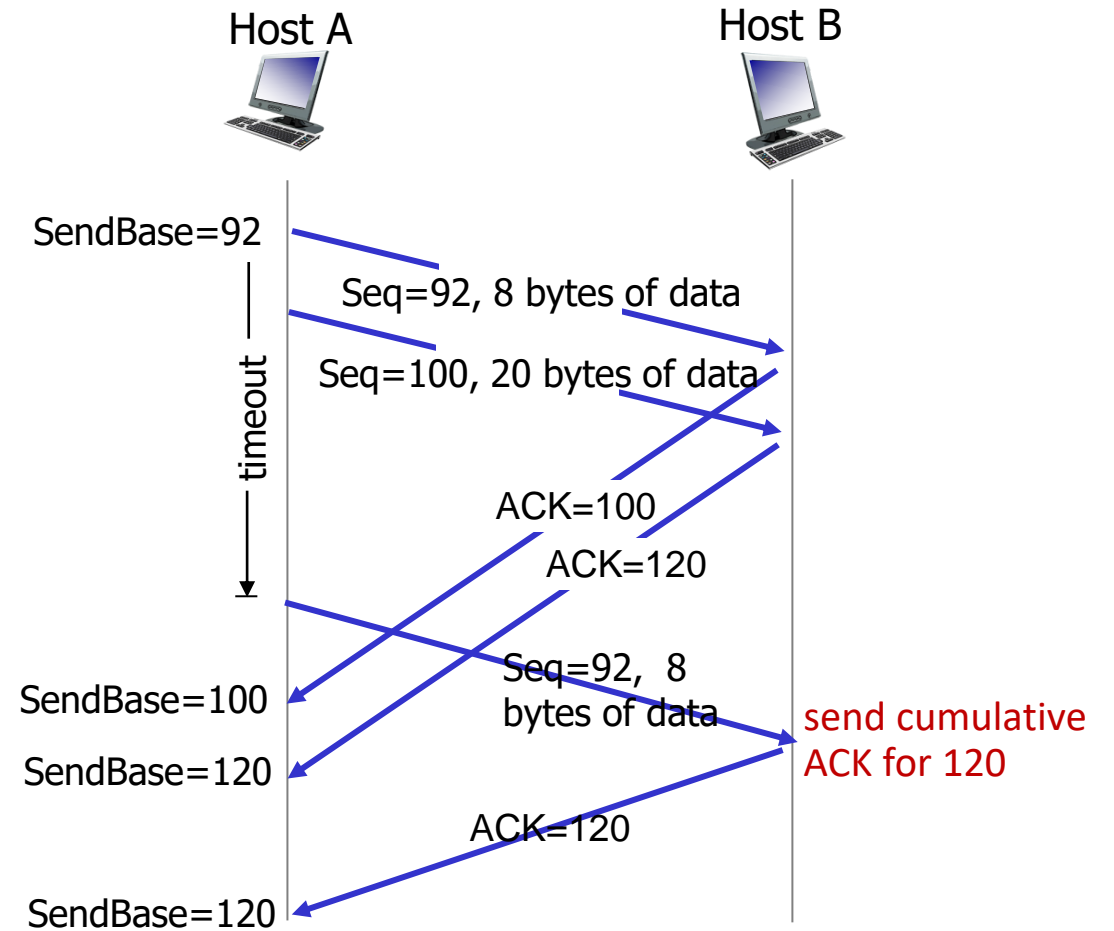 Host A
Host B
SendBase=92
Seq=92, 8 bytes of data
Seq=100, 20 bytes of data
timeout
ACK=100
ACK=120
Seq=92, 8
bytes of data
SendBase=100
send cumulative
ACK for 120
SendBase=120
ACK=120
SendBase=120